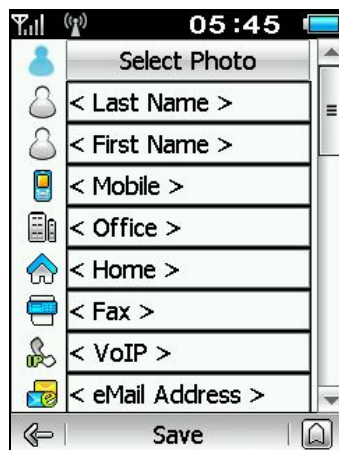 05:45
Select Photo
< Last Name >
< First Name >
< Mobile >
< Office >
< Home >
< Fax >
< VoIP >
< eMail Address >
Save